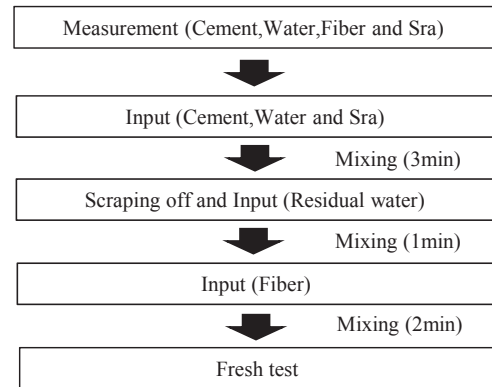 Measurement (Cement,Water,Fiber and Sra)
Input (Cement,Water and Sra)
Mixing (3min)
Scraping off and Input (Residual water)
Mixing (1min)
Input (Fiber)
Mixing (2min)
Fresh test